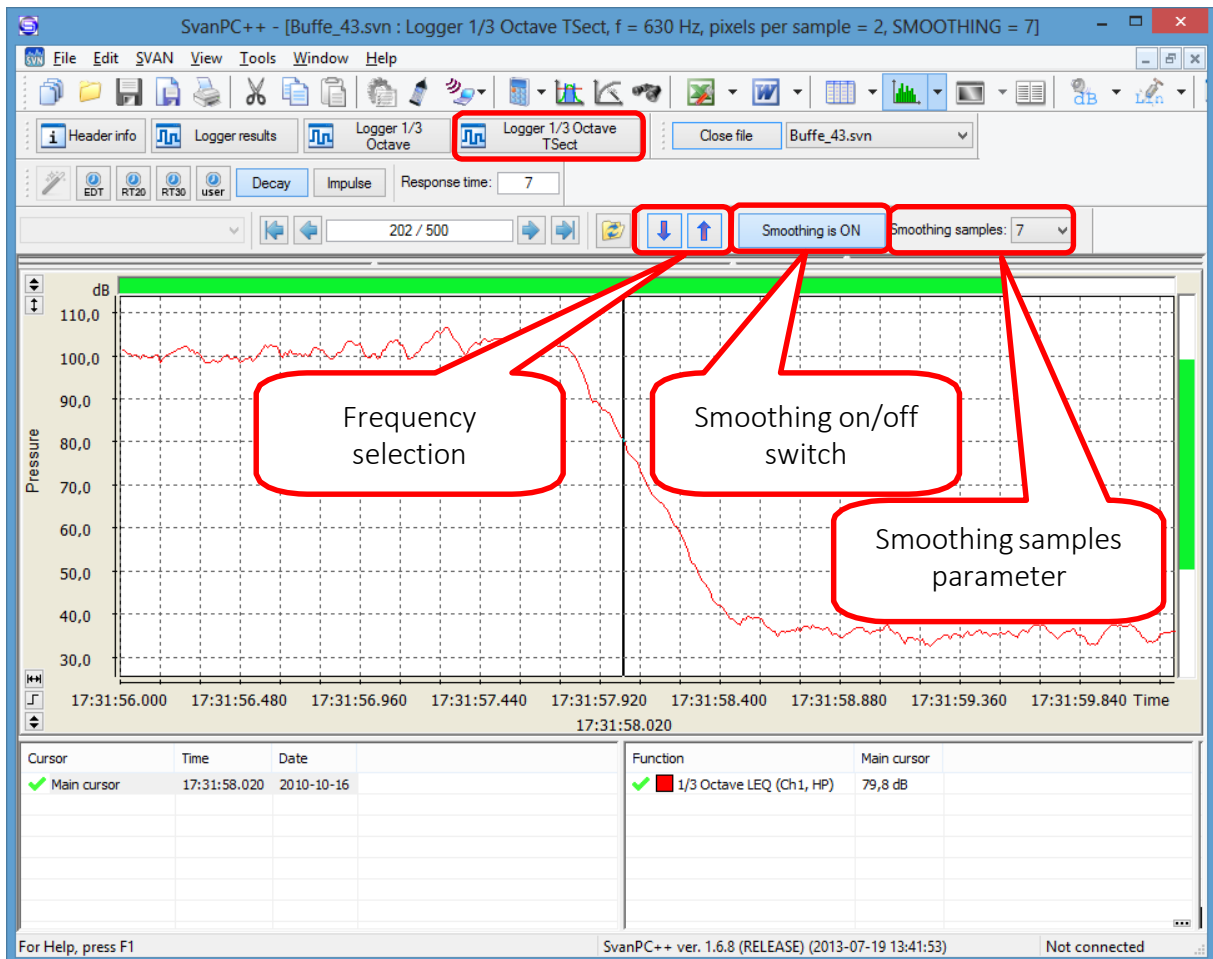 SvanPC++ - [Buffe_43.svn : Logger 1/3 Octave TSect, f = 630 Hz, pixels per sample = 2, SMOOTHING = 7]
File Edit SVAN View Tools Window Help
Header info Logger results Logger 1/3 Octave Logger 1/3 Octave TSect Close file Buffe_43.svn
EDT RT20 RT30 user Decay Impulse Response time: 7
202 / 500 Smoothing is ON Smoothing samples: 7
dB
110,0
100,0
90,0
80,0
70,0
60,0
50,0
40,0
30,0
Pressure
Frequency
selection
Smoothing on/off
switch
Smoothing samples
parameter
17:31:56.000 17:31:56.480 17:31:56.960 17:31:57.440 17:31:57.920 17:31:58.400 17:31:58.880 17:31:59.360 17:31:59.840 Time
17:31:58.020
Cursor Time Date Function Main cursor
Main cursor 17:31:58.020 2010-10-16 1/3 Octave LEQ (Ch1, HP) 79,8 dB
For Help, press F1 SvanPC++ ver. 1.6.8 (RELEASE) (2013-07-19 13:41:53) Not connected